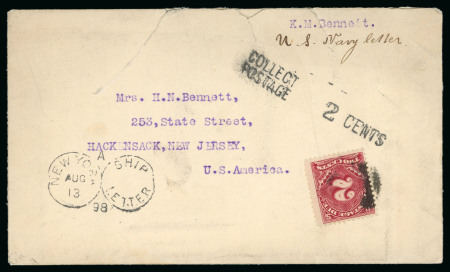 K.M.Bennett.
U.S. Navy letter.
COLLECT
POSTAGE
2 CENTS
Mrs. H.N.Bennett,
253,State Street,
HACKENSACK,NEW JERSEY,
U.S.America.
NEW YORK
AUG
13
98
A
SHIP
LETTER
2